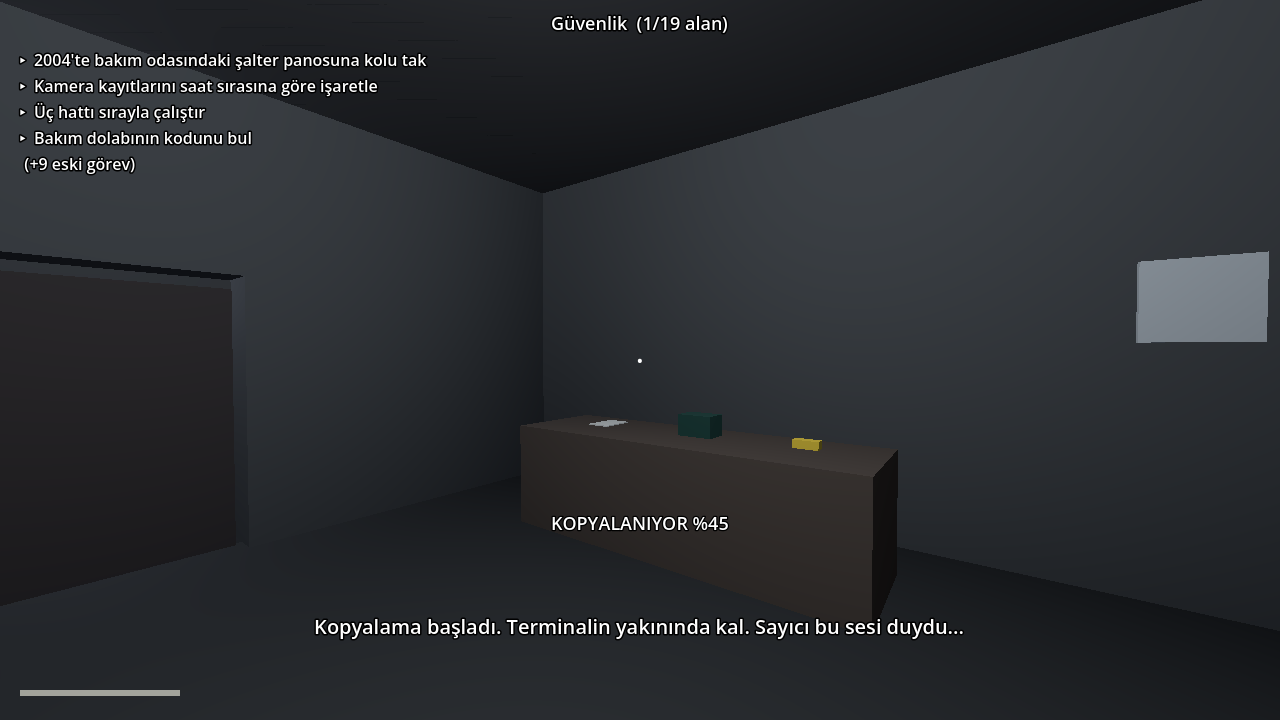 Güvenlik (1/19 alan)
‣ 2004'te bakım odasındaki şalter panosuna kolu tak
‣ Kamera kayıtlarını saat sırasına göre işaretle
‣ Üç hattı sırayla çalıştır
‣ Bakım dolabının kodunu bul
(+9 eski görev)
KOPYALANIYOR %45
Kopyalama başladı. Terminalin yakınında kal. Sayıcı bu sesi duydu...